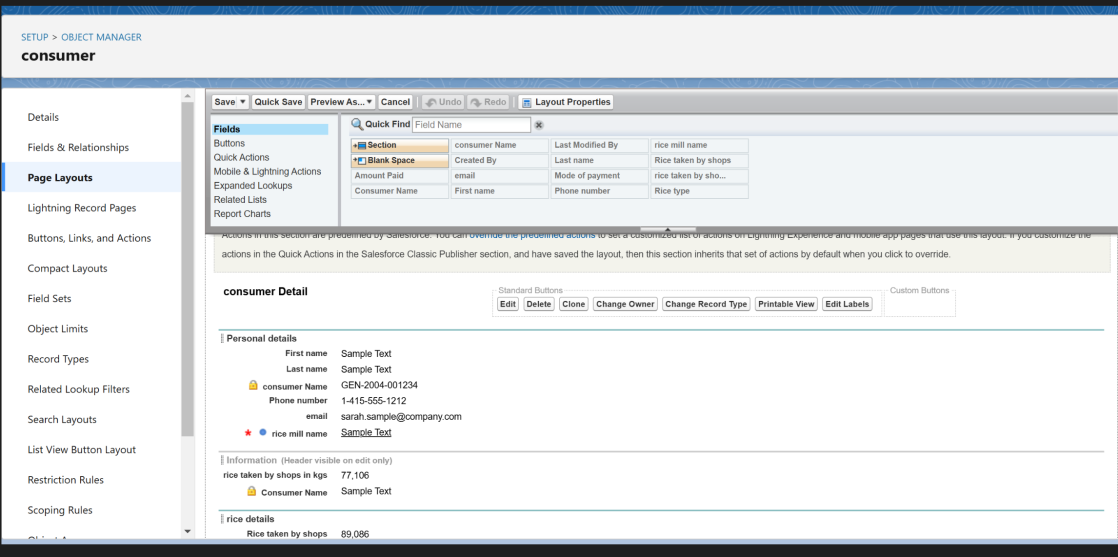 SETUP > OBJECT MANAGER
consumer
Details
Fields & Relationships
Page Layouts
Lightning Record Pages
Buttons, Links, and Actions
Compact Layouts
Field Sets
Object Limits
Record Types
Related Lookup Filters
Search Layouts
List View Button Layout
Restriction Rules
Scoping Rules
Save Quick Save Preview As... Cancel Undo Redo Layout Properties
Fields
Buttons
Quick Actions
Mobile & Lightning Actions
Expanded Lookups
Related Lists
Report Charts
Quick Find Field Name
Section consumer Name Last Modified By rice mill name
Blank Space Created By Last name Rice taken by shops
Amount Paid email Mode of payment rice taken by sho...
Consumer Name First name Phone number Rice type
Actions in this section are predefined by Salesforce. You can override the predefined actions to set a customized list of actions on Lightning Experience and mobile app pages that use this layout. If you customize the
actions in the Quick Actions in the Salesforce Classic Publisher section, and have saved the layout, then this section inherits that set of actions by default when you click to override.
consumer Detail
Standard Buttons
Edit Delete Clone Change Owner Change Record Type Printable View Edit Labels
Custom Buttons
Personal details
First name Sample Text
Last name Sample Text
consumer Name GEN-2004-001234
Phone number 1-415-555-1212
email sarah.sample@company.com
rice mill name Sample Text
Information (Header visible on edit only)
rice taken by shops in kgs 77,106
Consumer Name Sample Text
rice details
Rice taken by shops 89,086